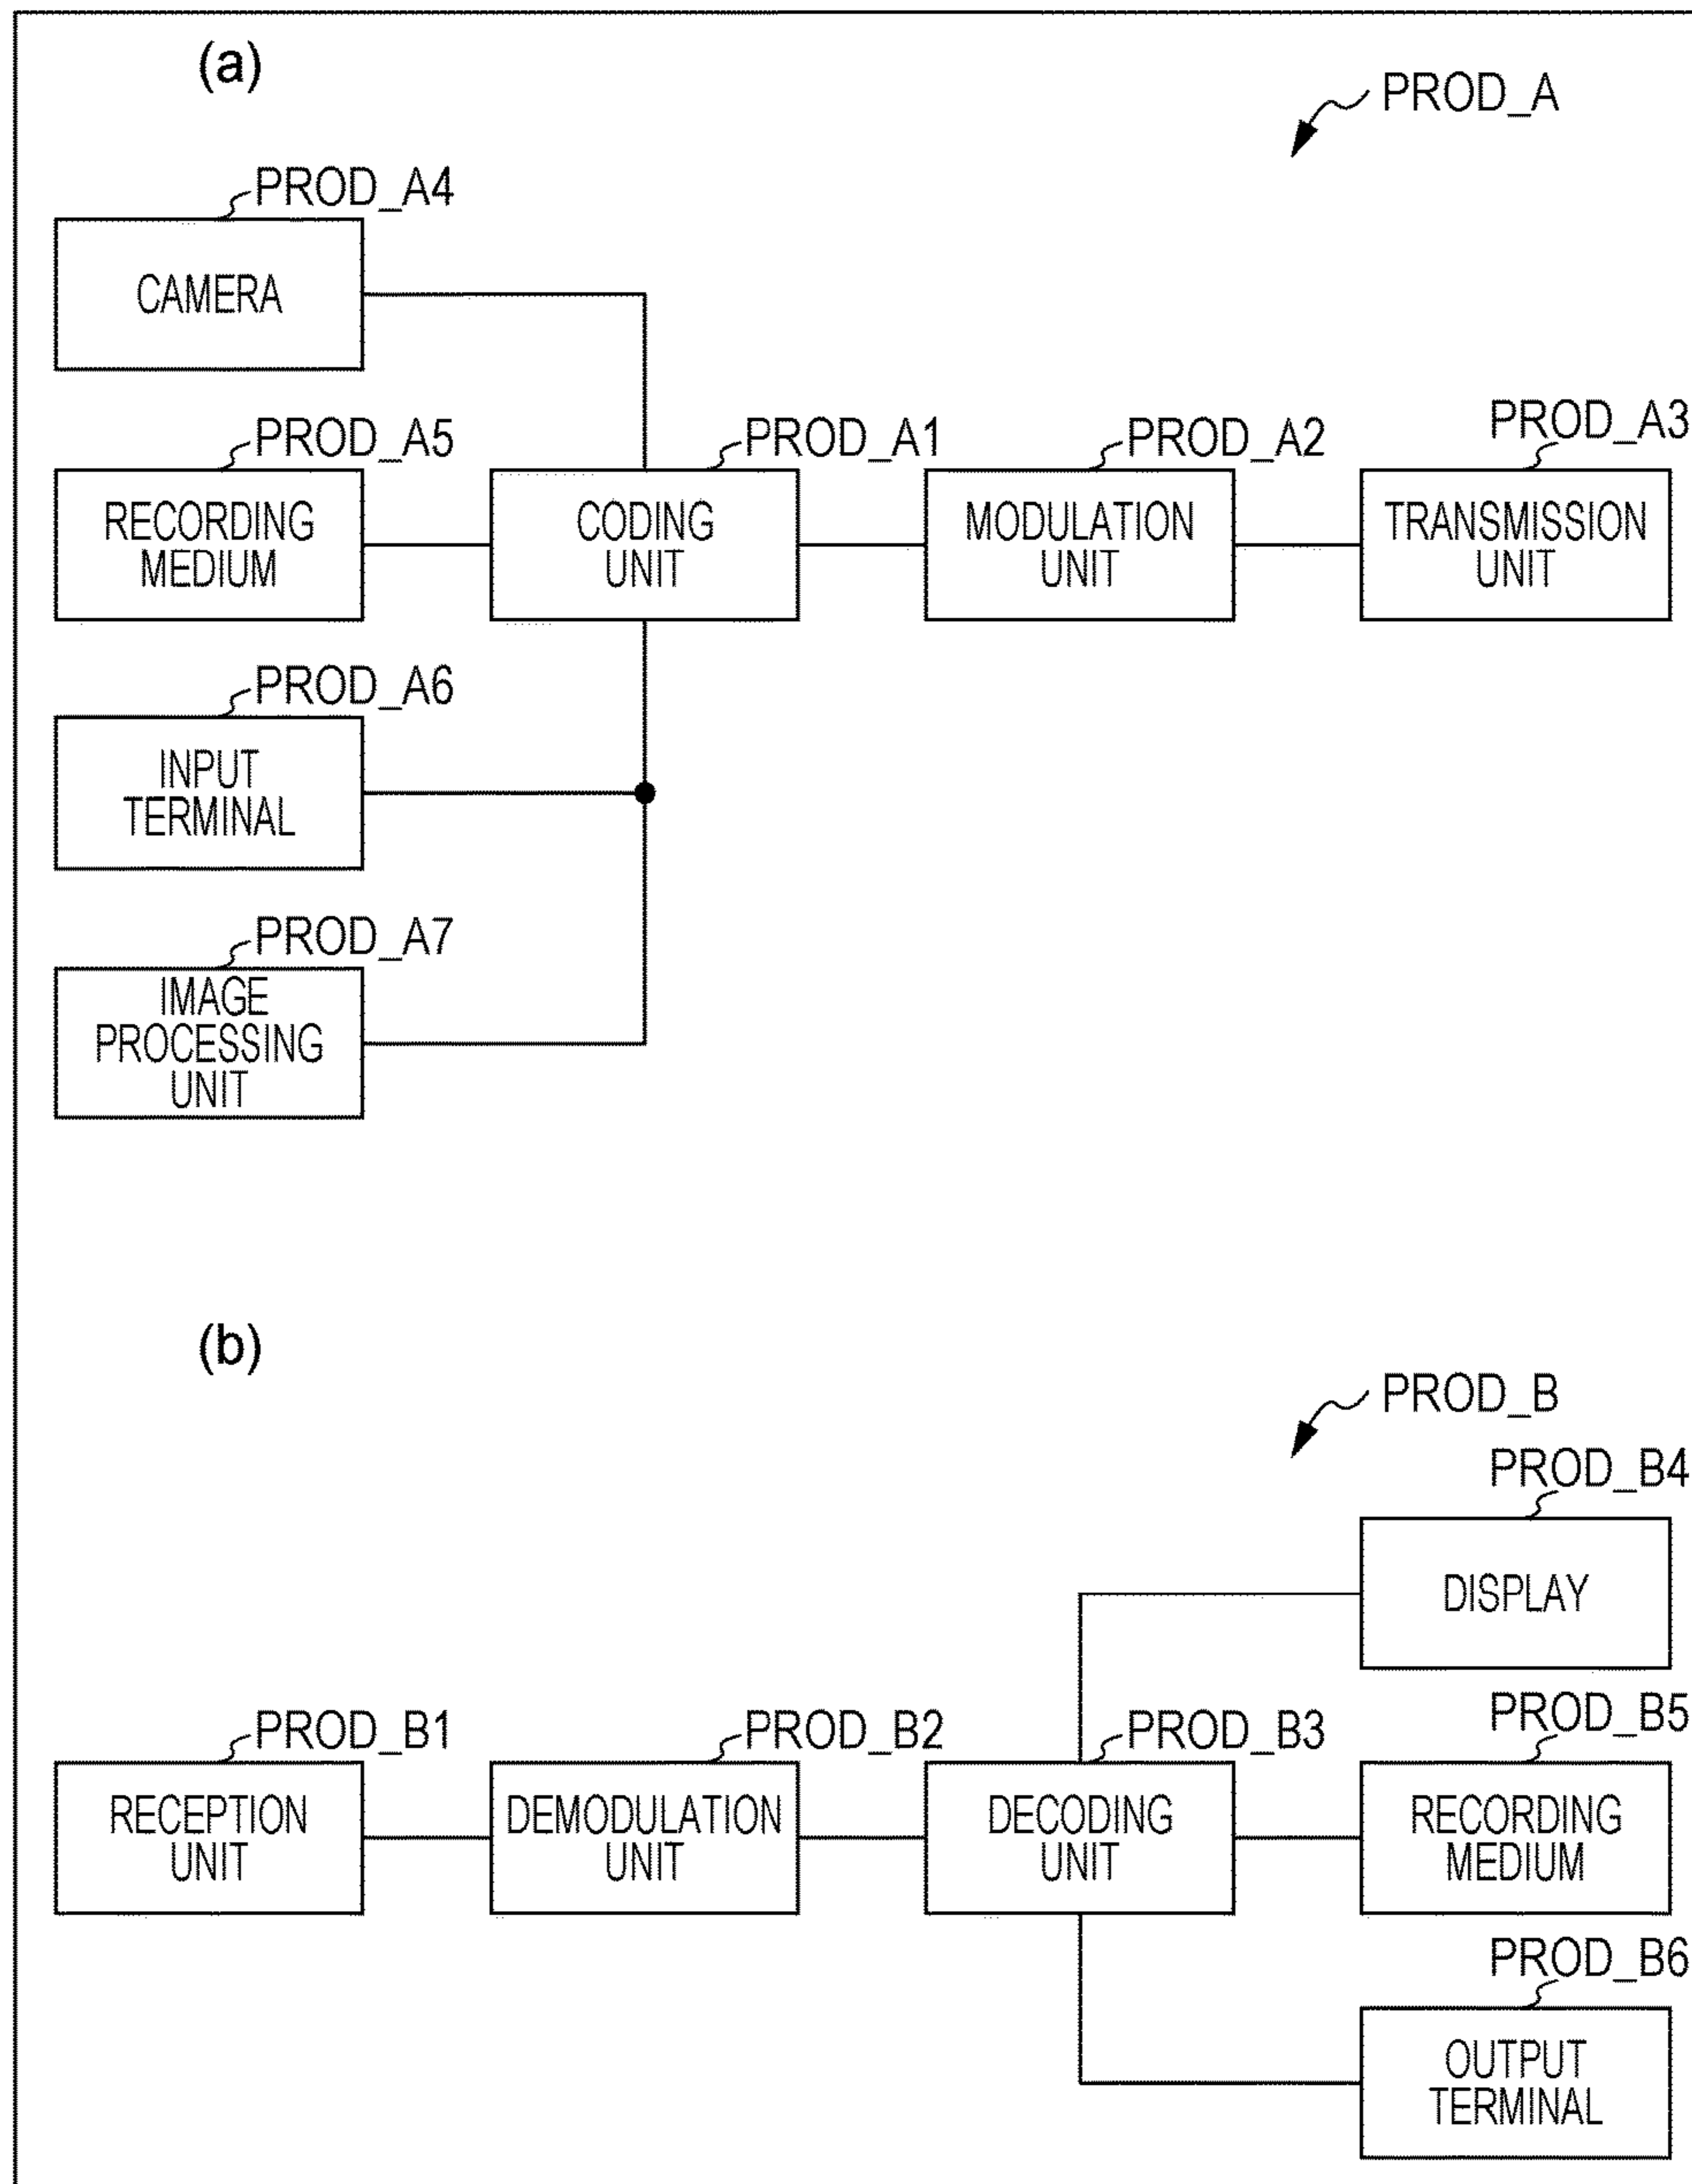 (a)
PROD_A
PROD_A4
CAMERA
PROD_A5
RECORDING
MEDIUM
PROD_A1
CODING
UNIT
PROD_A2
MODULATION
UNIT
PROD_A3
TRANSMISSION
UNIT
PROD_A6
INPUT
TERMINAL
PROD_A7
IMAGE
PROCESSING
UNIT
(b)
PROD_B
PROD_B4
DISPLAY
PROD_B1
RECEPTION
UNIT
PROD_B2
DEMODULATION
UNIT
PROD_B3
DECODING
UNIT
PROD_B5
RECORDING
MEDIUM
PROD_B6
OUTPUT
TERMINAL